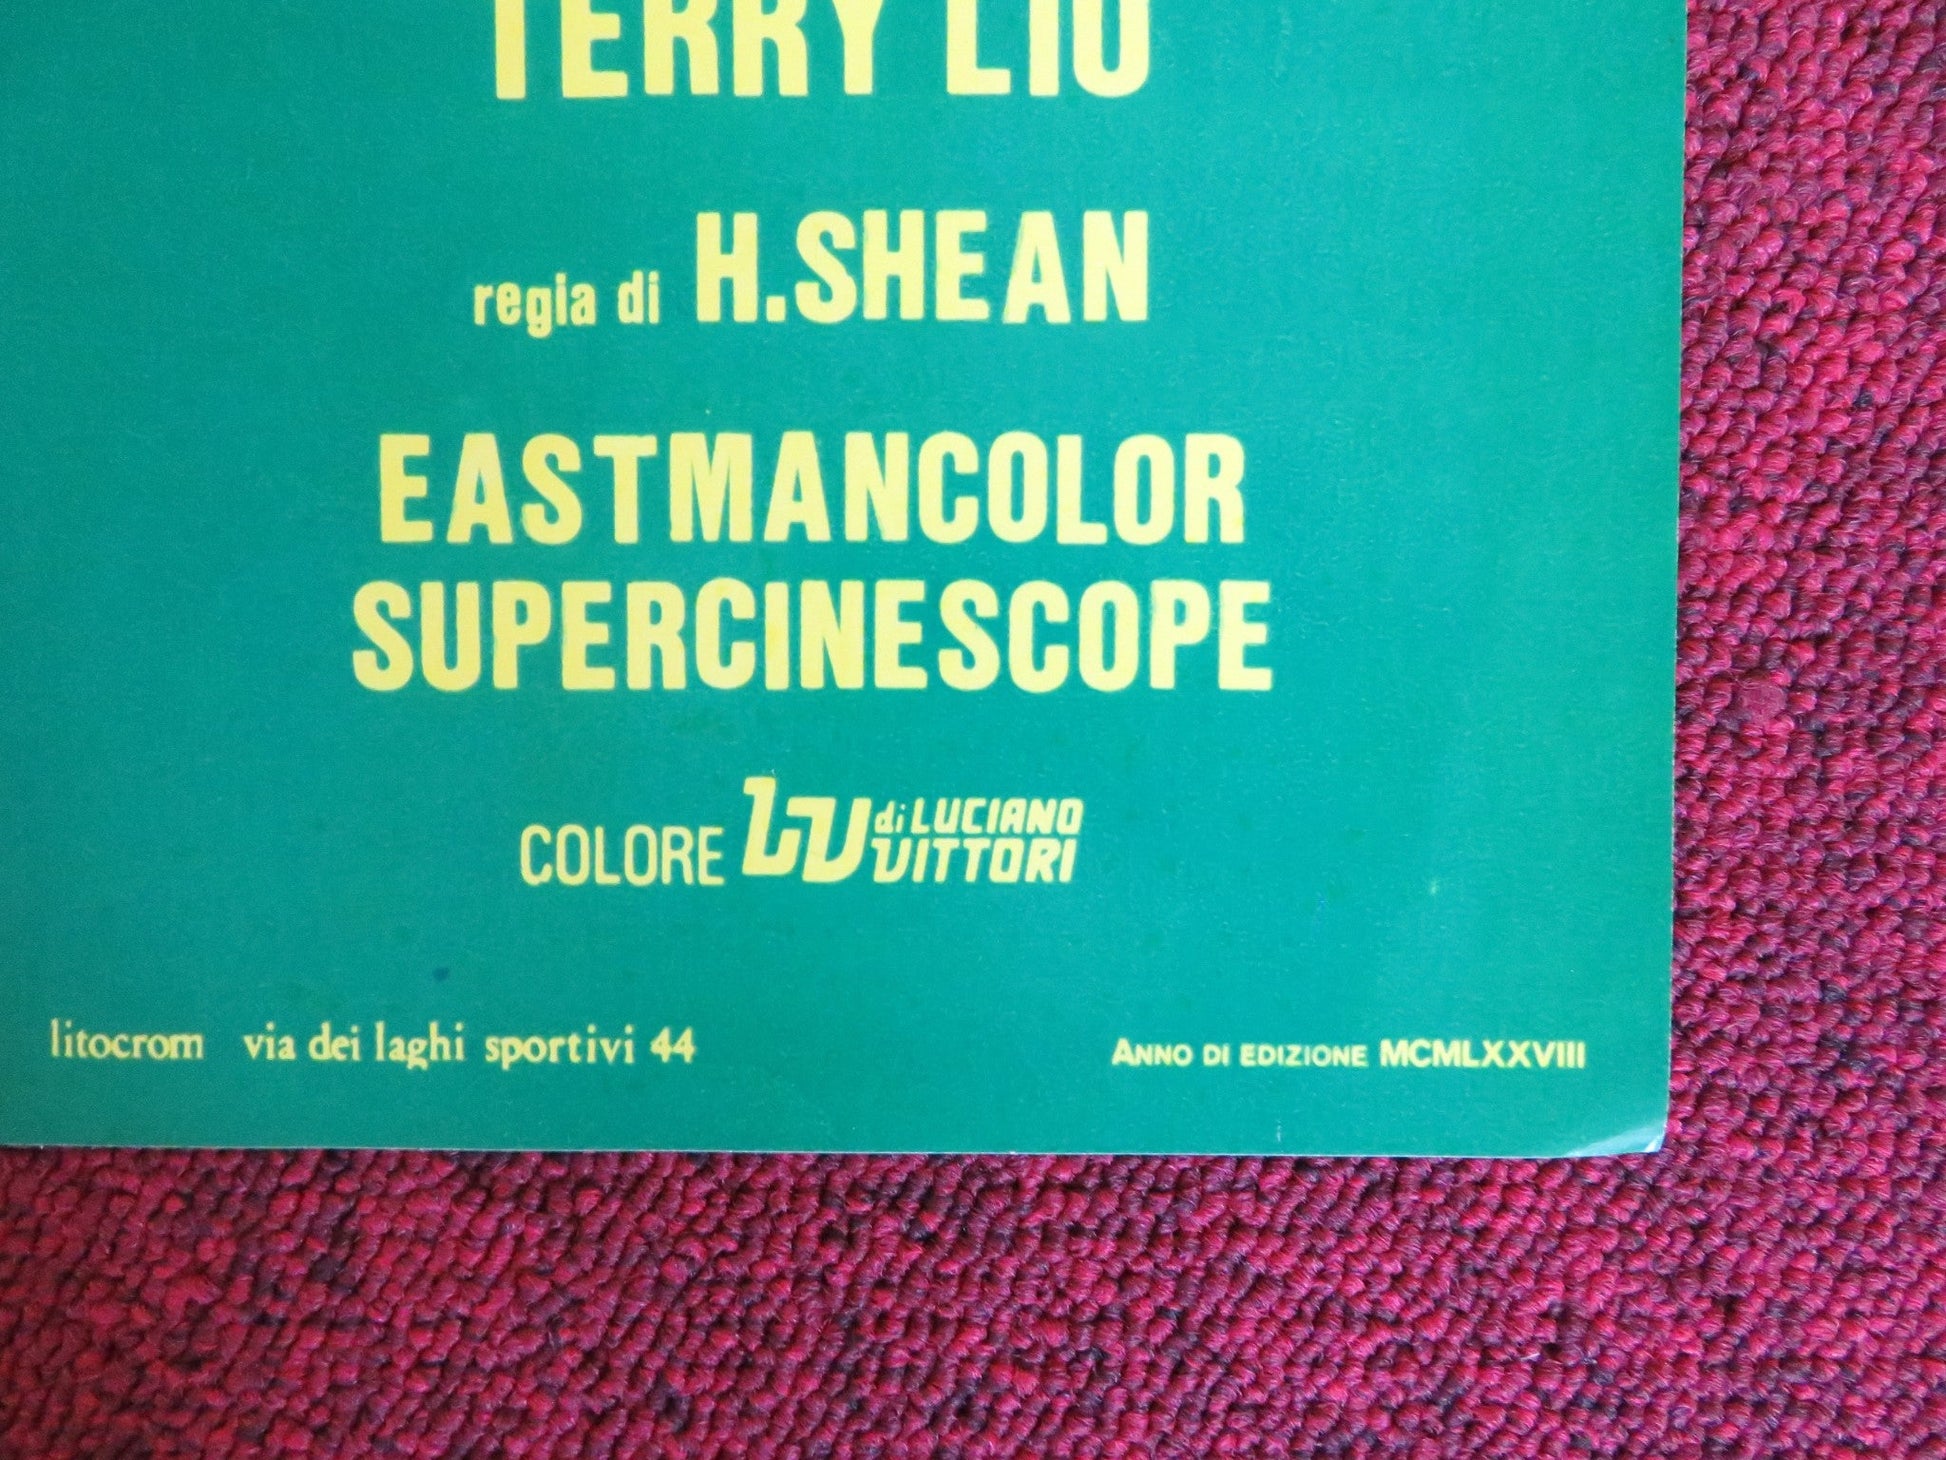 TERRY LIU
regia di H.SHEAN
EASTMANCOLOR
SUPERCINESCOPE
COLORE LV di LUCIANO VITTORI
litocrom via dei laghi sportivi 44
ANNO DI EDIZIONE MCMLXXVIII